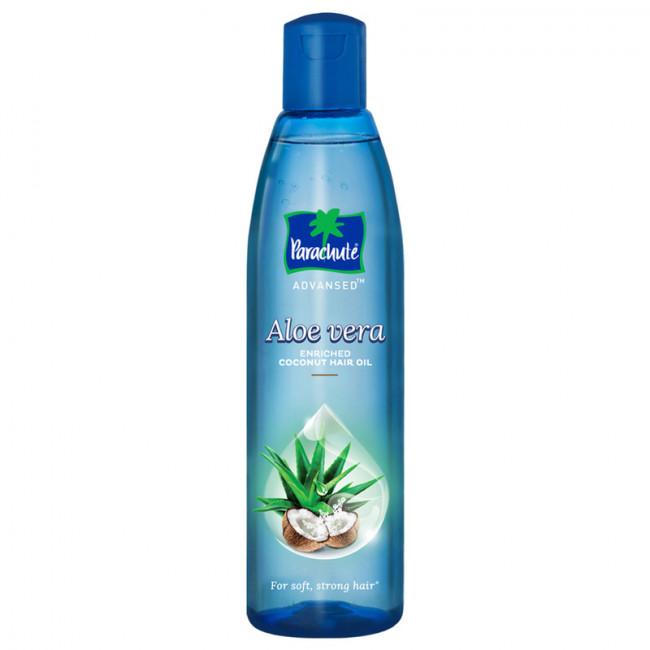 Parachute®
ADVANSED™
Aloe vera
ENRICHED
COCONUT HAIR OIL
For soft, strong hair*